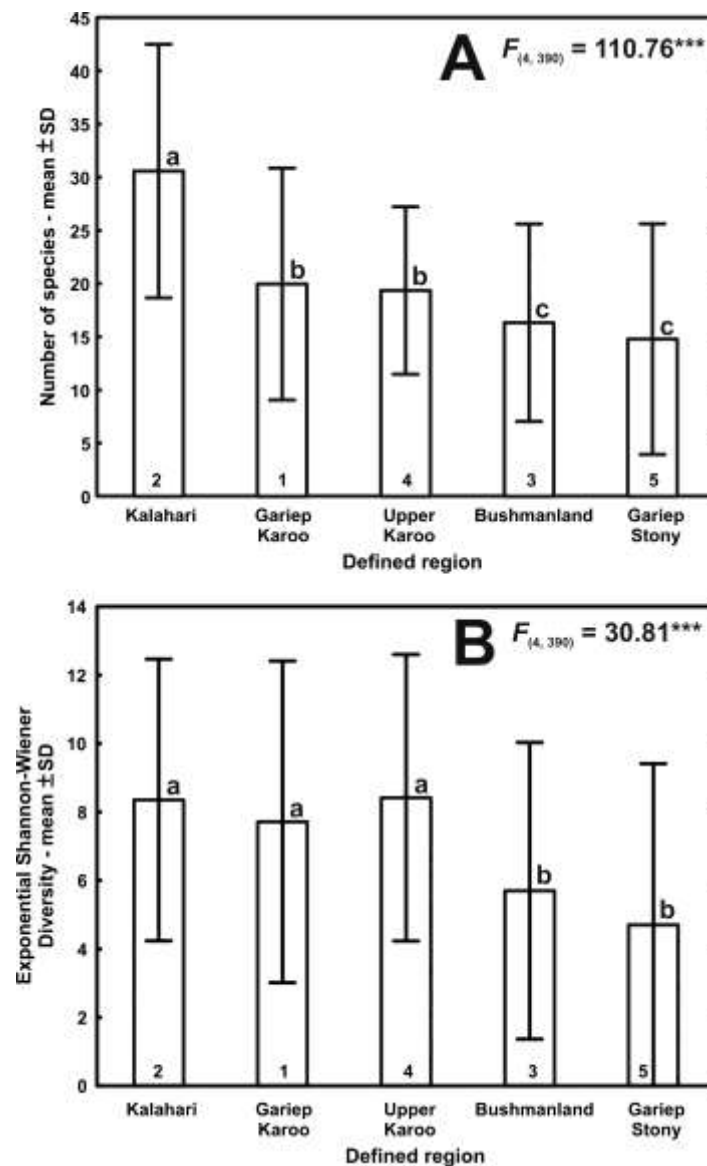 A F(4, 390) = 110.76***
Number of species - mean ±SD
45
40
35
30
25
20
15
10
5
0
a
b
b
c
c
2
1
4
3
5
Kalahari
Gariep
Karoo
Upper
Karoo
Bushmanland
Gariep
Stony
Defined region
B F(4, 390) = 30.81***
Exponential Shannon-Wiener
Diversity - mean ±SD
14
12
10
8
6
4
2
0
a
a
a
b
b
2
1
4
3
5
Kalahari
Gariep
Karoo
Upper
Karoo
Bushmanland
Gariep
Stony
Defined region